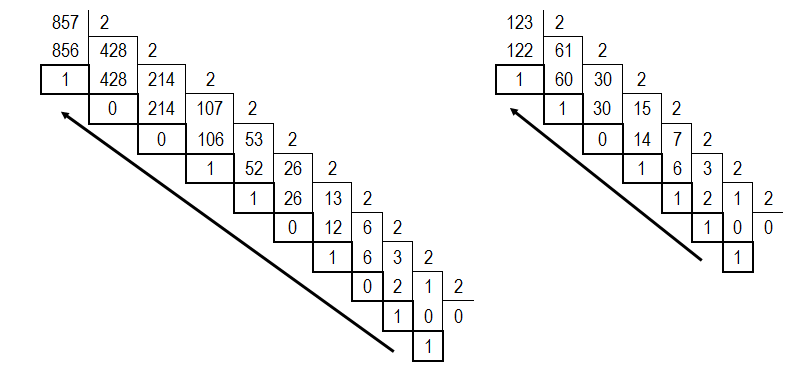 857 2 123 2
856 428 2 122 61 2
1 428 214 2 1 60 30 2
0 214 107 2 1 30 15 2
0 106 53 2 0 14 7 2
1 52 26 2 1 6 3 2
1 26 13 2 1 2 1 2
0 12 6 2 1 0 0
1 6 3 2 1
0 2 1 2
1 0 0
1